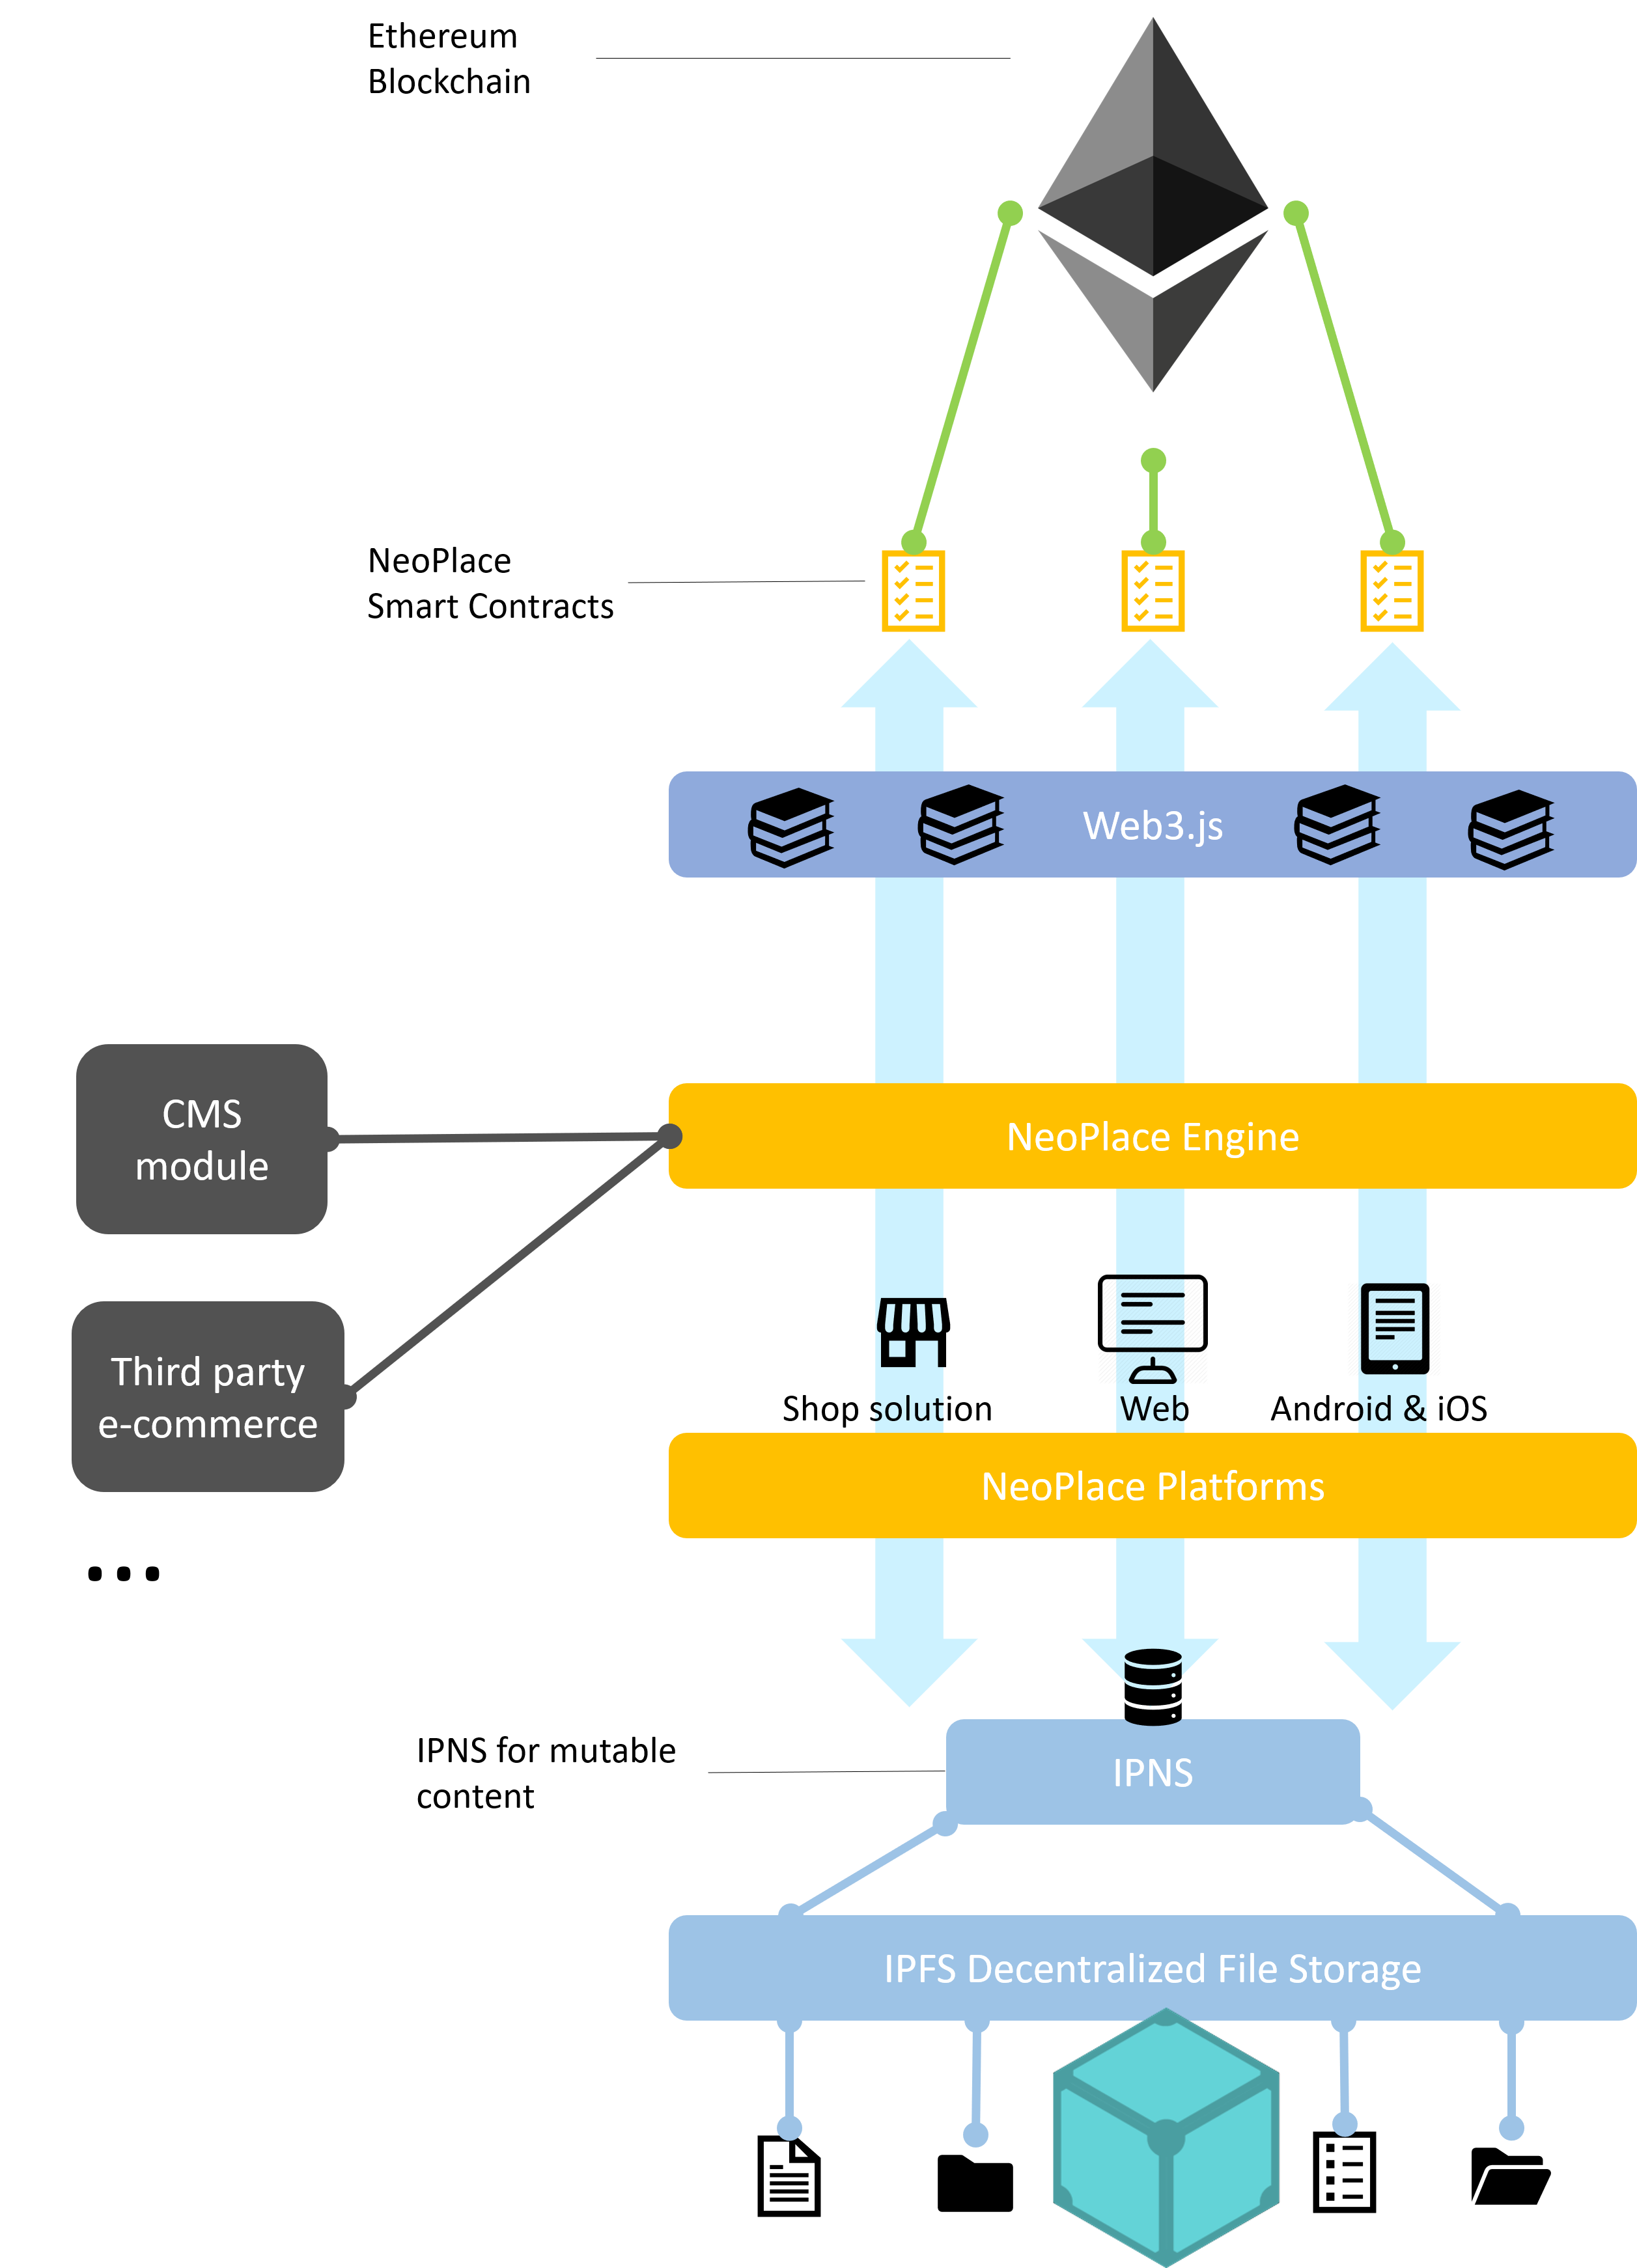 Ethereum
Blockchain
NeoPlace
Smart Contracts
Web3.js
CMS
module
NeoPlace Engine
Third party
e-commerce
Shop solution
Web
Android & iOS
NeoPlace Platforms
...
IPNS for mutable
content
IPNS
IPFS Decentralized File Storage